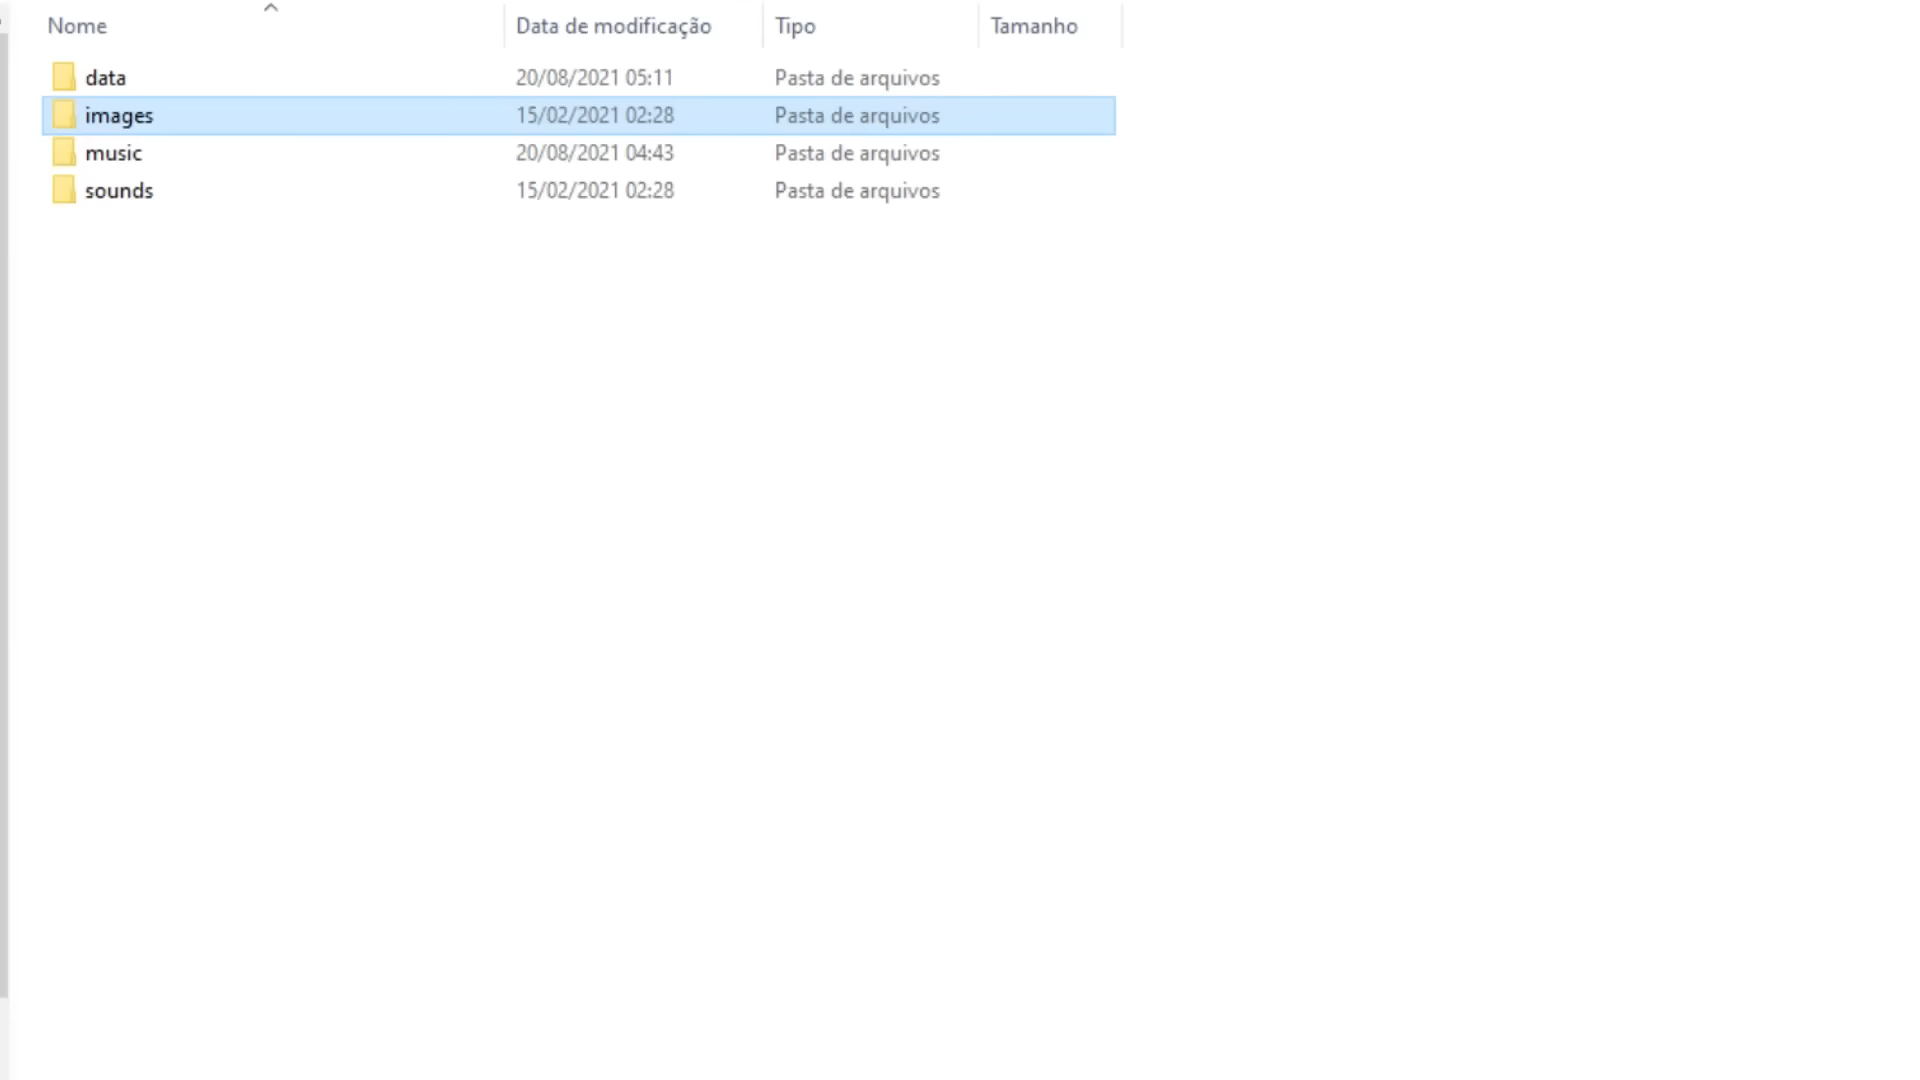 Nome Data de modificação Tipo Tamanho
data 20/08/2021 05:11 Pasta de arquivos
images 15/02/2021 02:28 Pasta de arquivos
music 20/08/2021 04:43 Pasta de arquivos
sounds 15/02/2021 02:28 Pasta de arquivos